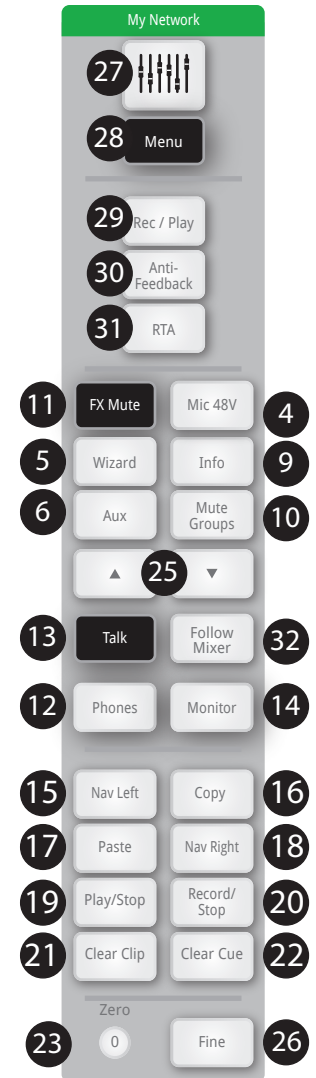 My Network
27
28 Menu
29 Rec / Play
30 Anti-
Feedback
31 RTA
11 FX Mute Mic 48V 4
5 Wizard Info 9
6 Aux Mute
Groups 10
▲ 25 ▼
13 Talk Follow
Mixer 32
12 Phones Monitor 14
15 Nav Left Copy 16
17 Paste Nav Right 18
19 Play/Stop Record/
Stop 20
21 Clear Clip Clear Cue 22
Zero
23 0 Fine 26